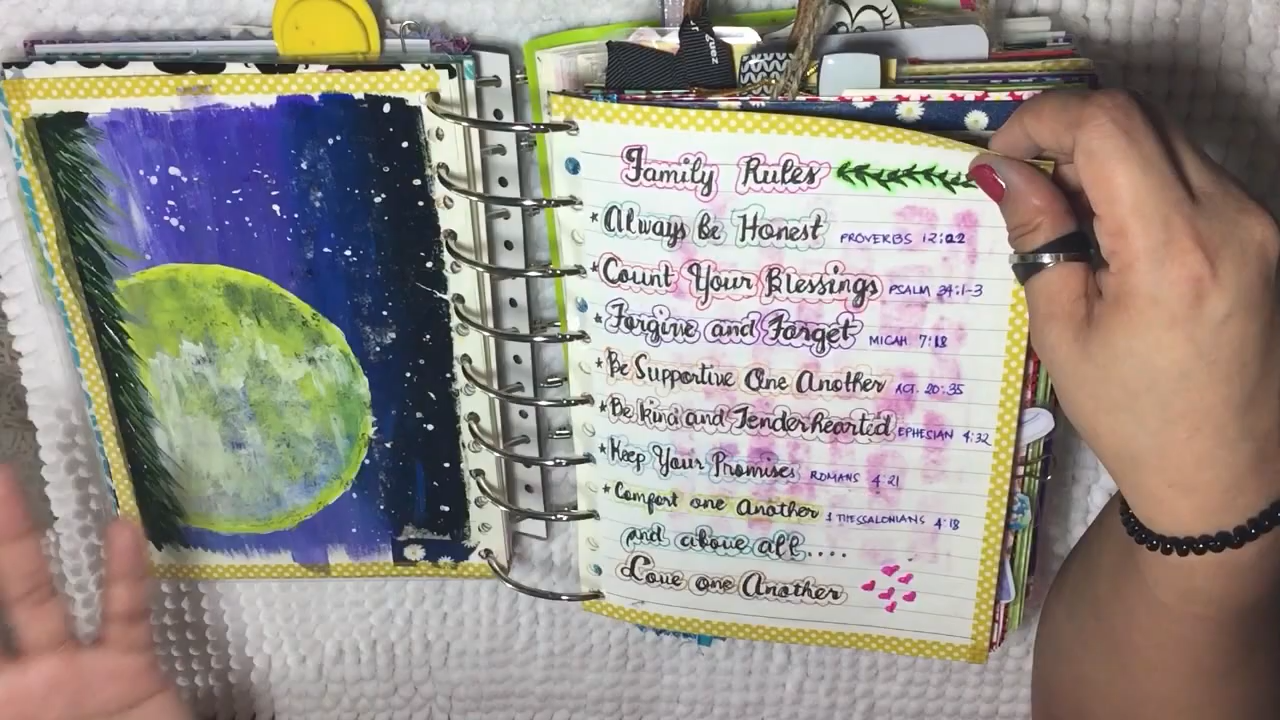 Family Rules
* Always Be Honest PROVERBS 12:22
* Count Your Blessings PSALM 34:1-3
* Forgive and Forget MICAH 7:18
* Be Supportive One Another ACT. 20:35
* Be kind and Tenderhearted EPHESIAN 4:32
* Keep Your Promises ROMANS 4:21
* Comfort one Another 1 THESSALONIANS 4:18
and above all....
Love one Another